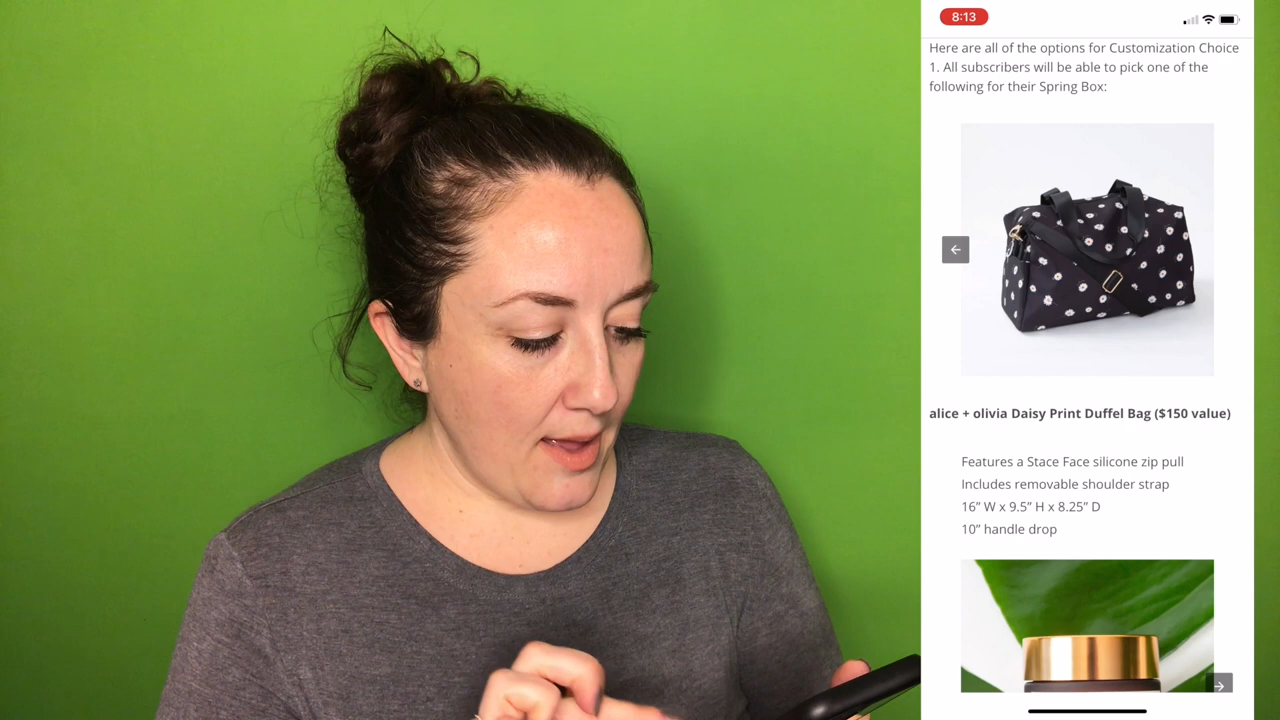 8:13
Here are all of the options for Customization Choice
1. All subscribers will be able to pick one of the
following for their Spring Box:
alice + olivia Daisy Print Duffel Bag ($150 value)
Features a Stace Face silicone zip pull
Includes removable shoulder strap
16” W x 9.5” H x 8.25” D
10” handle drop